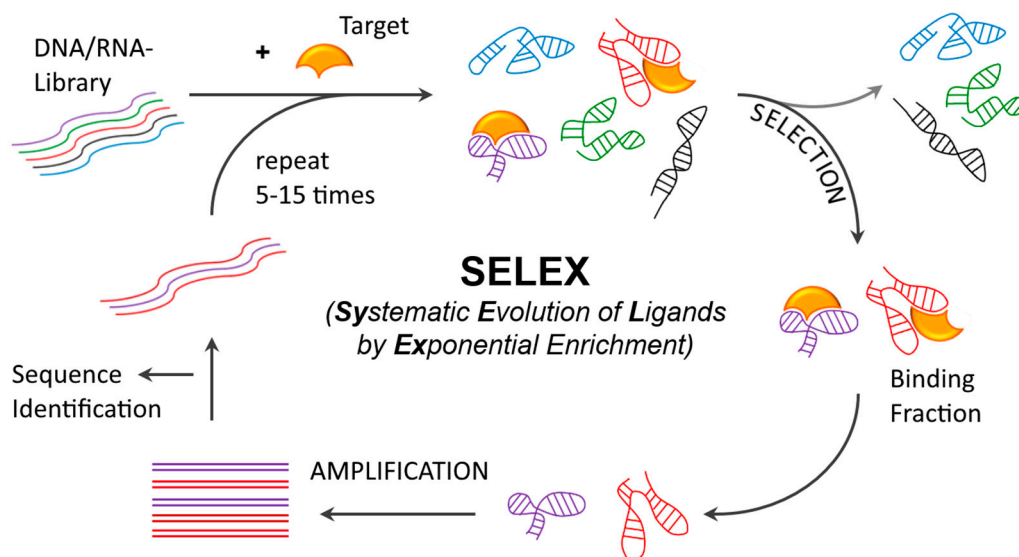 DNA/RNA-
Library
+
Target
repeat
5-15 times
SELECTION
SELEX
(Systematic Evolution of Ligands
by Exponential Enrichment)
Binding
Fraction
AMPLIFICATION
Sequence
Identification